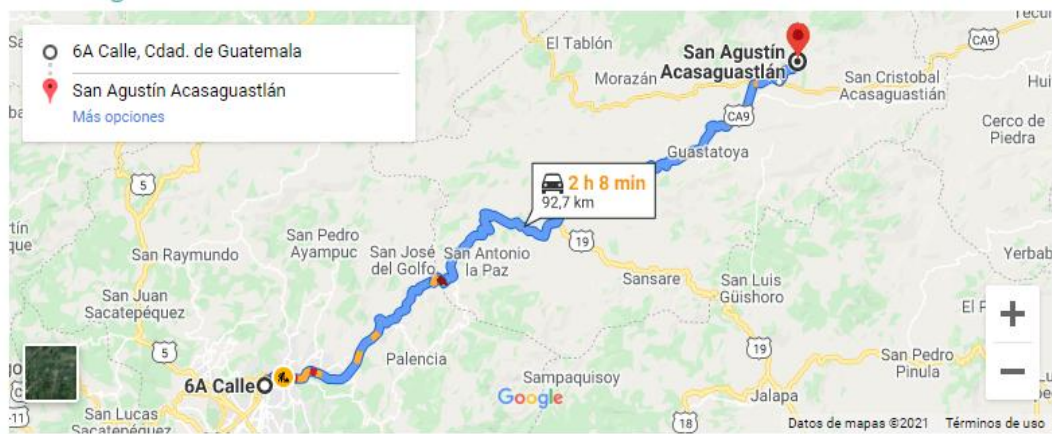 6A Calle, Cdad. de Guatemala
San Agustín Acasaguastlán
Más opciones
El Tablón
San Agustín
Acasaguastlán
CA9
Morazán
San Cristobal
Acasaguastlán
CA9
Cerco de
Piedra
Guastatoya
2 h 8 min
92,7 km
5
19
San Raymundo
San Pedro
Ayampuc
San José
del Golfo
San Antonio
la Paz
Sansare
San Luis
Güishoro
San Juan
Sacatepéquez
5
Palencia
19
San Pedro
Pinula
6A Calle
Sampaquisoy
Google
Jalapa
San Lucas
Sacatepéquez
18
Datos de mapas ©2021
Términos de uso